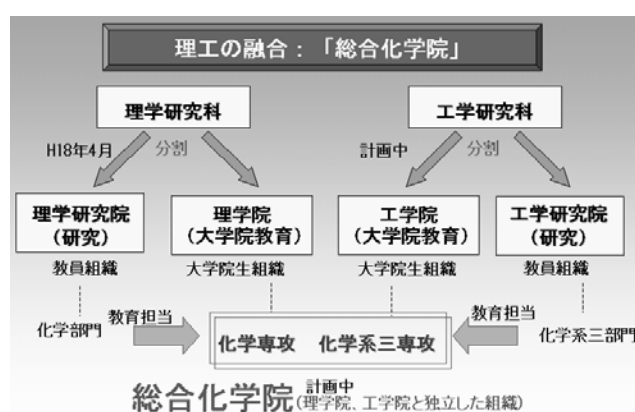 理工の融合：「総合化学院」
理学研究科
工学研究科
H18年4月
分割
計画中
分割
理学研究院
（研究）
理学院
（大学院教育）
工学院
（大学院教育）
工学研究院
（研究）
教員組織
大学院生組織
大学院生組織
教員組織
化学部門
教育担当
化学専攻 化学系三専攻
教育担当
化学系三部門
計画中
総合化学院（理学院、工学院と独立した組織）